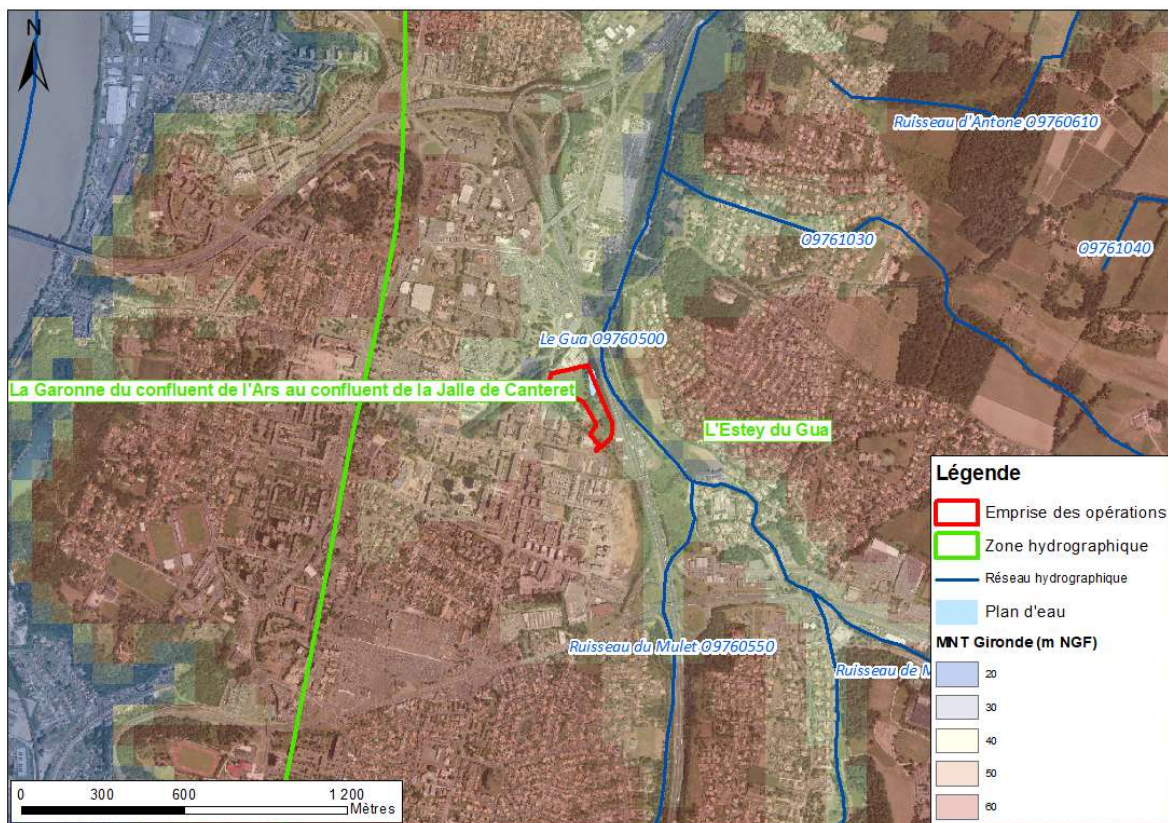 N
Ruisseau d'Antone O9760610
O9761030
O9761040
Le Gua O9760500
La Garonne du confluent de l'Ars au confluent de la Jalle de Canteret
L'Estey du Gua
Ruisseau du Mulet O9760550
Ruisseau de M
Légende
Emprise des opérations
Zone hydrographique
Réseau hydrographique
Plan d'eau
MNT Gironde (m NGF)
20
30
40
50
60
0 300 600 1 200
Mètres